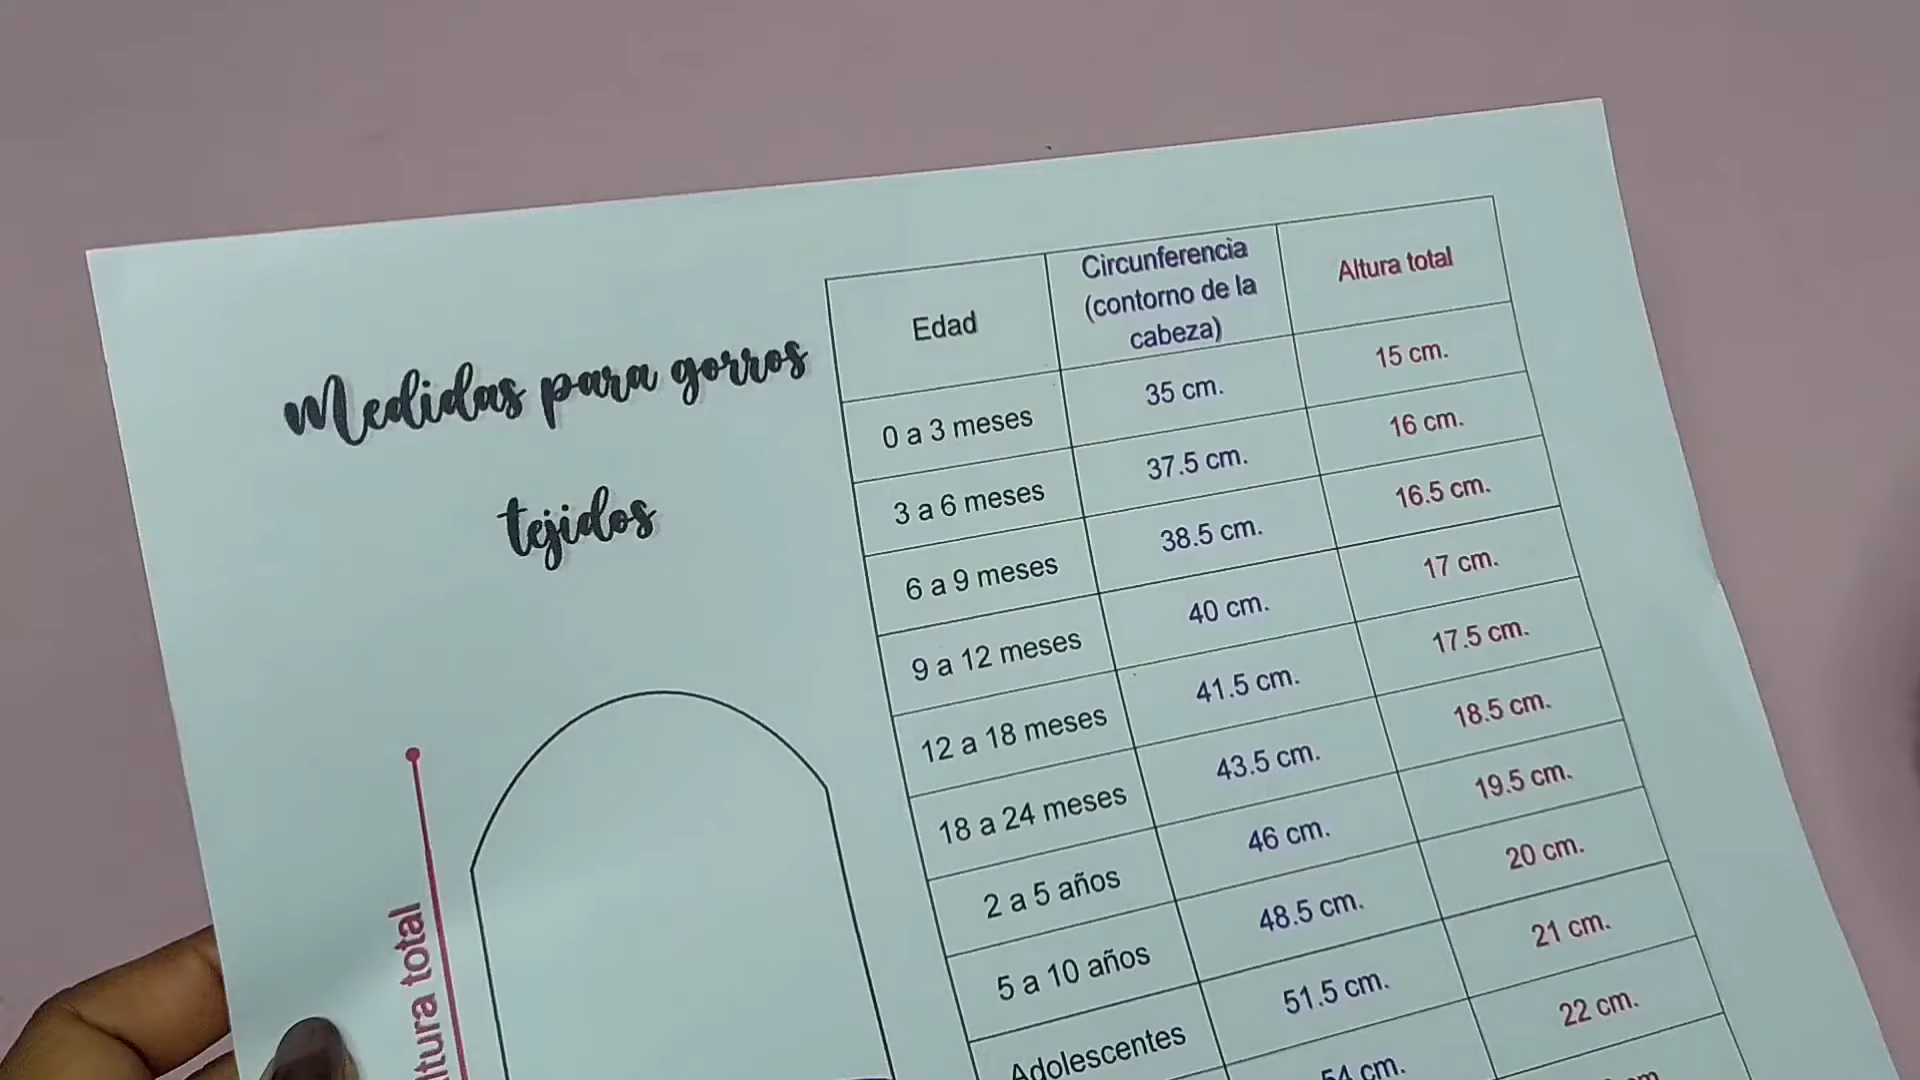 Medidas para gorros
tejidos
Edad
Circunferencia
(contorno de la
cabeza)
Altura total
0 a 3 meses 35 cm. 15 cm.
3 a 6 meses 37.5 cm. 16 cm.
6 a 9 meses 38.5 cm. 16.5 cm.
9 a 12 meses 40 cm. 17 cm.
12 a 18 meses 41.5 cm. 17.5 cm.
18 a 24 meses 43.5 cm. 18.5 cm.
2 a 5 años 46 cm. 19.5 cm.
5 a 10 años 48.5 cm. 20 cm.
Adolescentes 51.5 cm. 21 cm.
54 cm. 22 cm.
ltura total